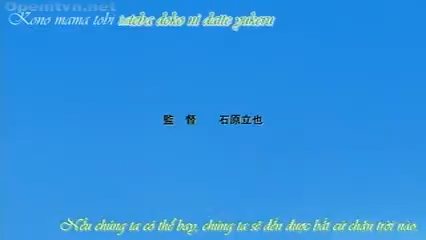 Openitvn.net
Kono mama tobi tateba doko ni datte yukeru
監 督 石原立也
Nếu chúng ta có thể bay, chúng ta sẽ đến được bất cứ chân trời nào.